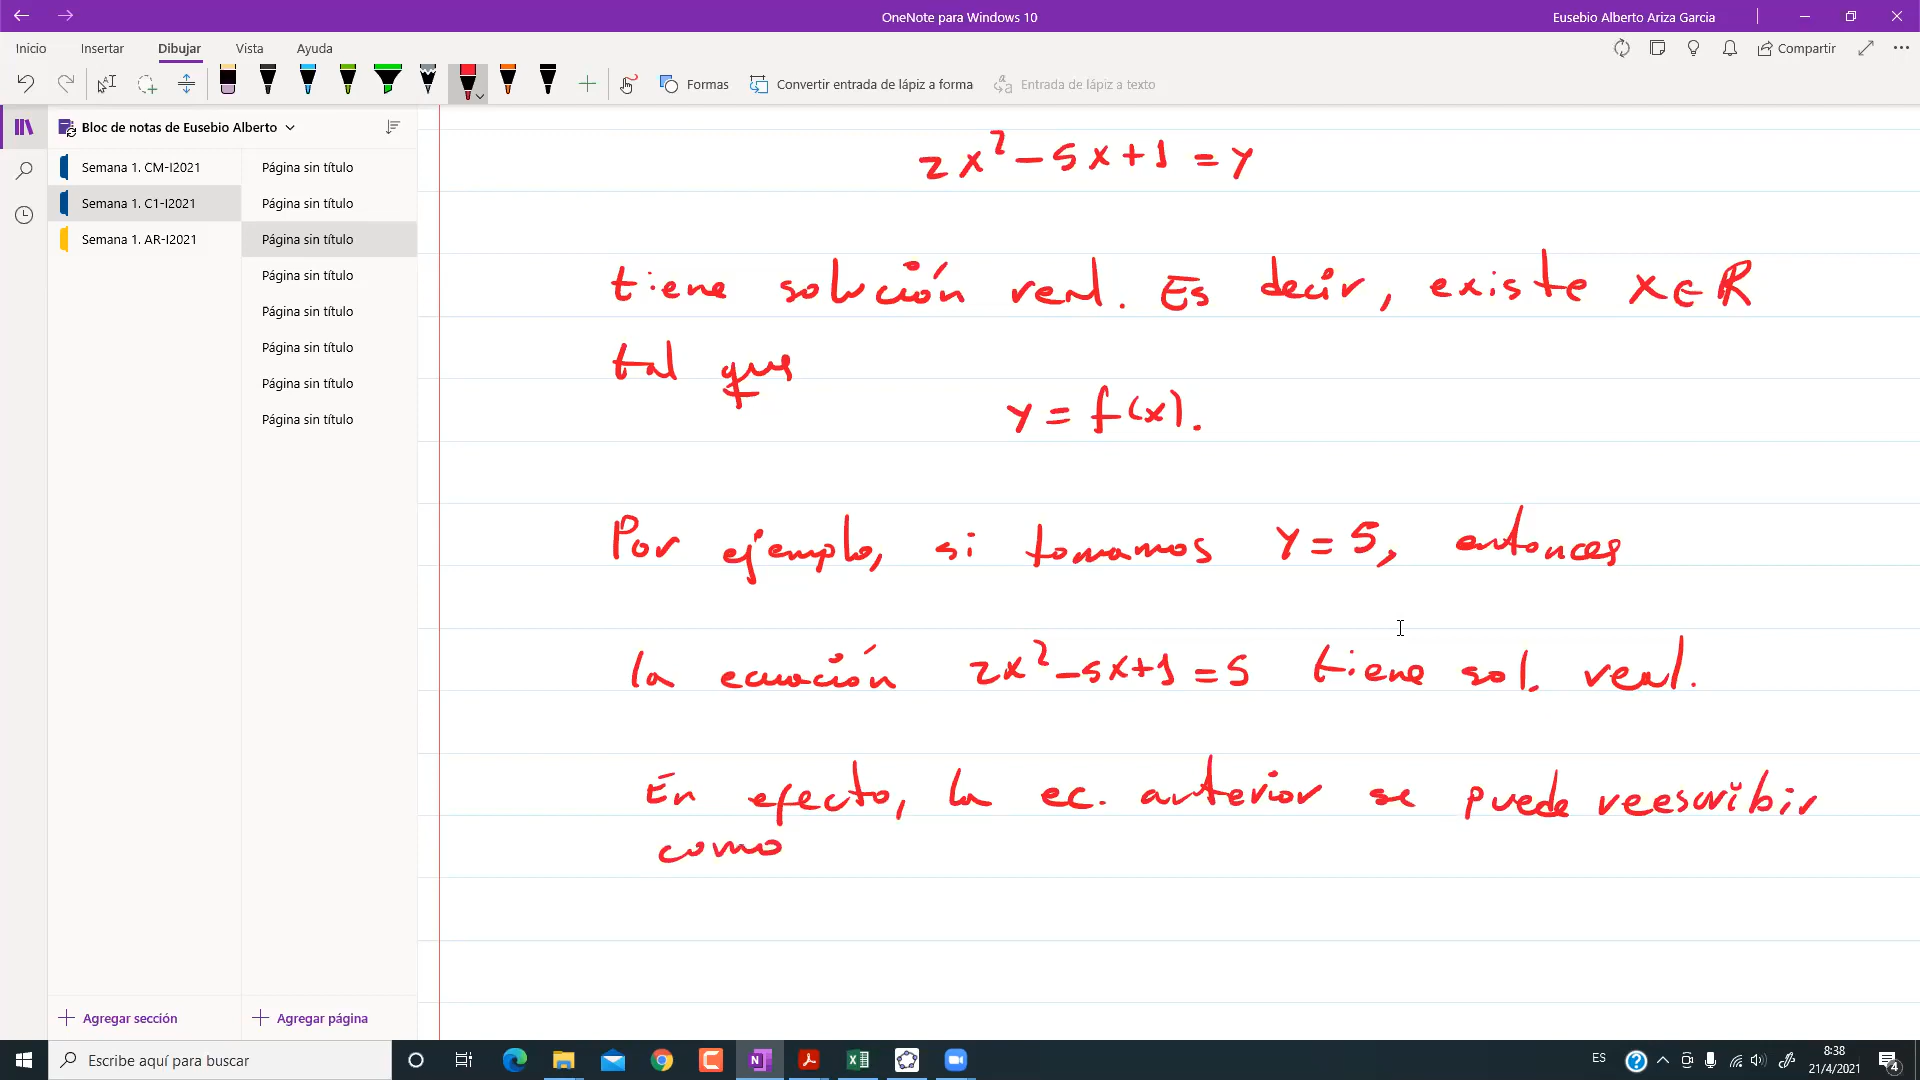 OneNote para Windows 10
Eusebio Alberto Ariza Garcia
Inicio Insertar Dibujar Vista Ayuda
Compartir
Formas Convertir entrada de lápiz a forma Entrada de lápiz a texto
Bloc de notas de Eusebio Alberto
Semana 1. CM-I2021
Semana 1. C1-I2021
Semana 1. AR-I2021
Página sin título
Página sin título
Página sin título
Página sin título
Página sin título
Página sin título
Página sin título
Página sin título
Agregar sección
Agregar página
2x² - 5x + 1 = y
tiene solución real. Es decir, existe x ∈ ℝ
tal que
y = f(x).
Por ejemplo, si tomamos y = 5, entonces
la ecuación 2x² - 5x + 1 = 5 tiene sol. real.
En efecto, la ec. anterior se puede reescribir
como
Escribe aquí para buscar
ES
8:38
21/4/2021
4